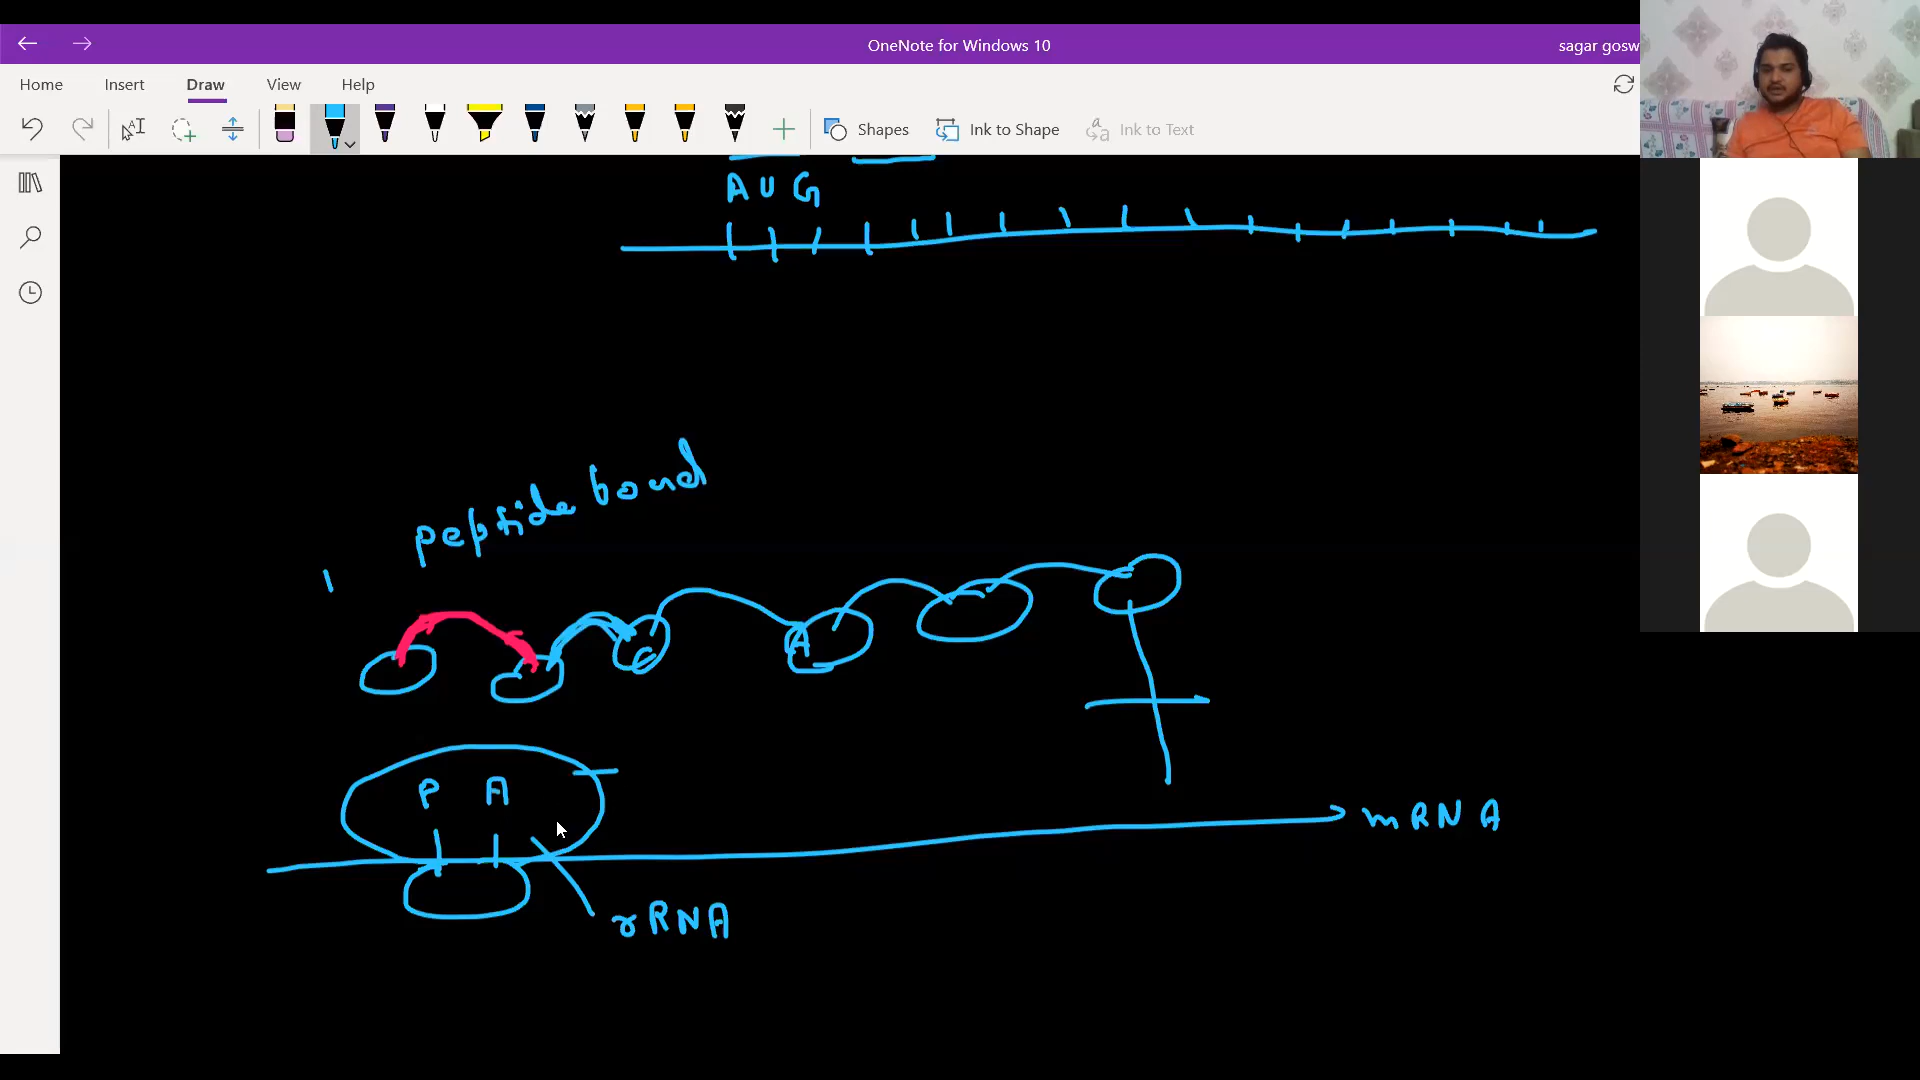 OneNote for Windows 10
sagar gosw
Home Insert Draw View Help
Shapes Ink to Shape Ink to Text
AUG
peptide bond
A
P A
mRNA
rRNA